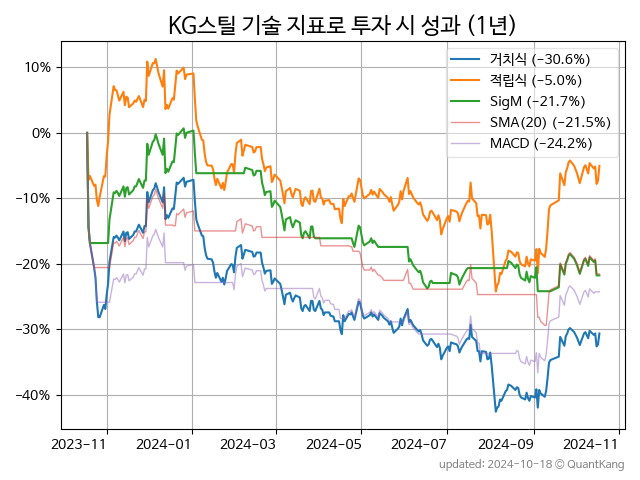 KG스틸 기술 지표로 투자 시 성과 (1년)
거치식 (−30.6%)
적립식 (−5.0%)
SigM (−21.7%)
SMA(20) (−21.5%)
MACD (−24.2%)
10%
0%
−10%
−20%
−30%
−40%
2023-11
2024-01
2024-03
2024-05
2024-07
2024-09
2024-11
updated: 2024-10-18 © QuantKang